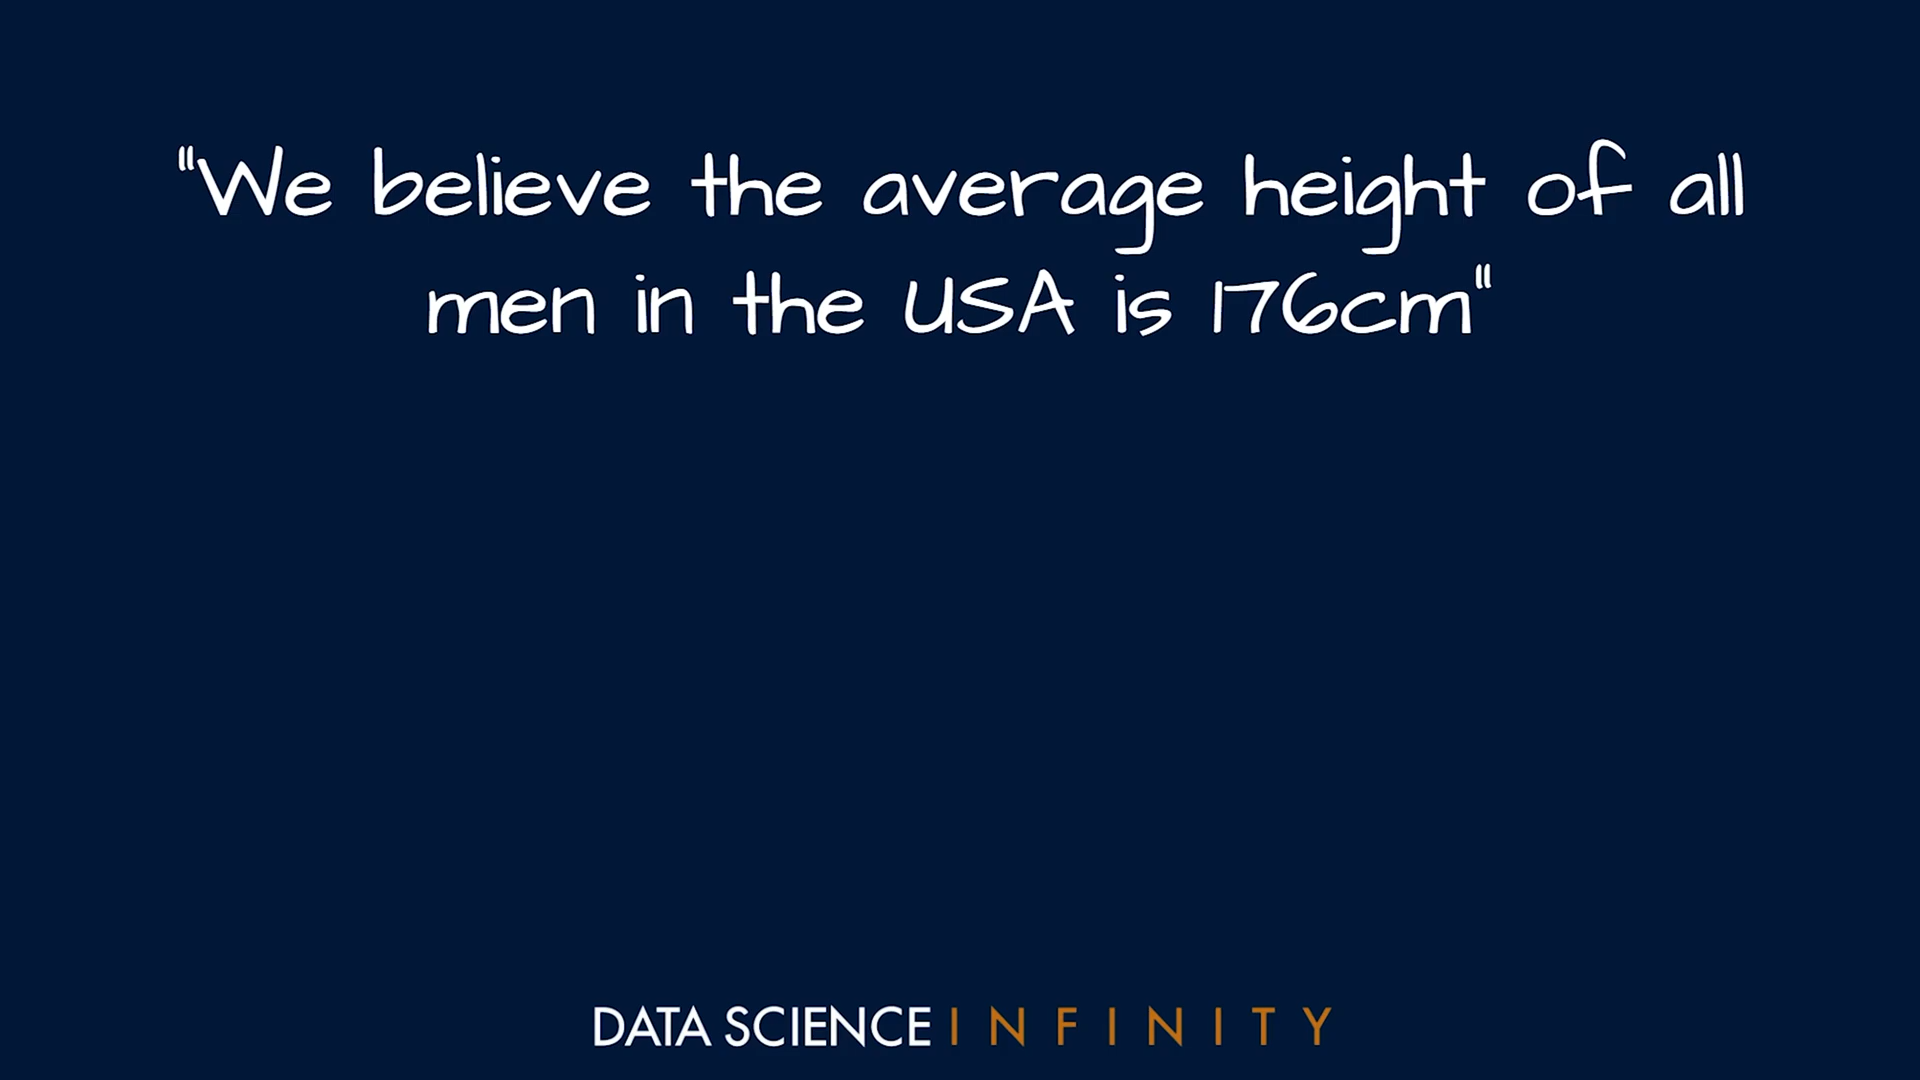 "We believe the average height of all
men in the USA is 176cm"
DATA SCIENCE INFINITY